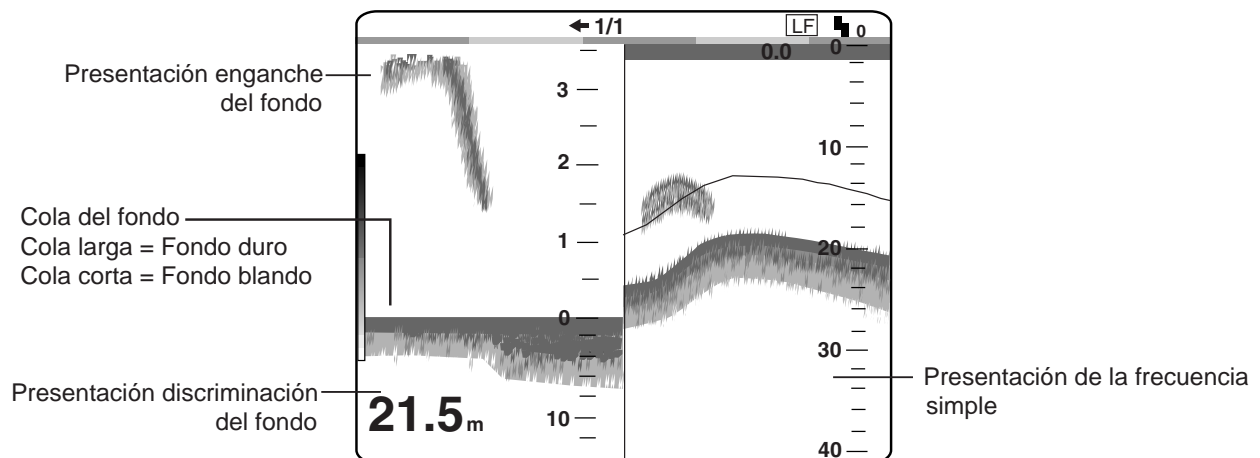 1/1
LF
0
0.0
0
Presentación enganche
del fondo
3
2
1
0
10
10
20
30
40
Cola del fondo
Cola larga = Fondo duro
Cola corta = Fondo blando
Presentación discriminación
del fondo
21.5 m
Presentación de la frecuencia
simple